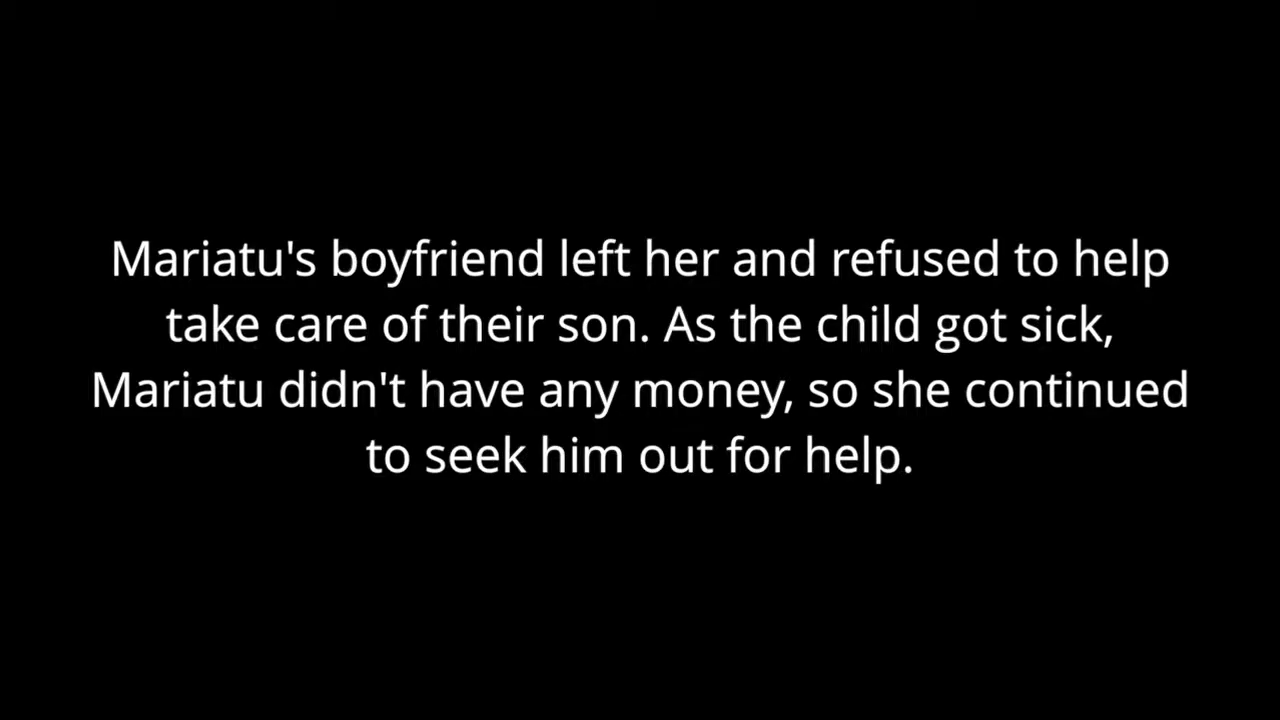 Mariatu's boyfriend left her and refused to help
take care of their son. As the child got sick,
Mariatu didn't have any money, so she continued
to seek him out for help.